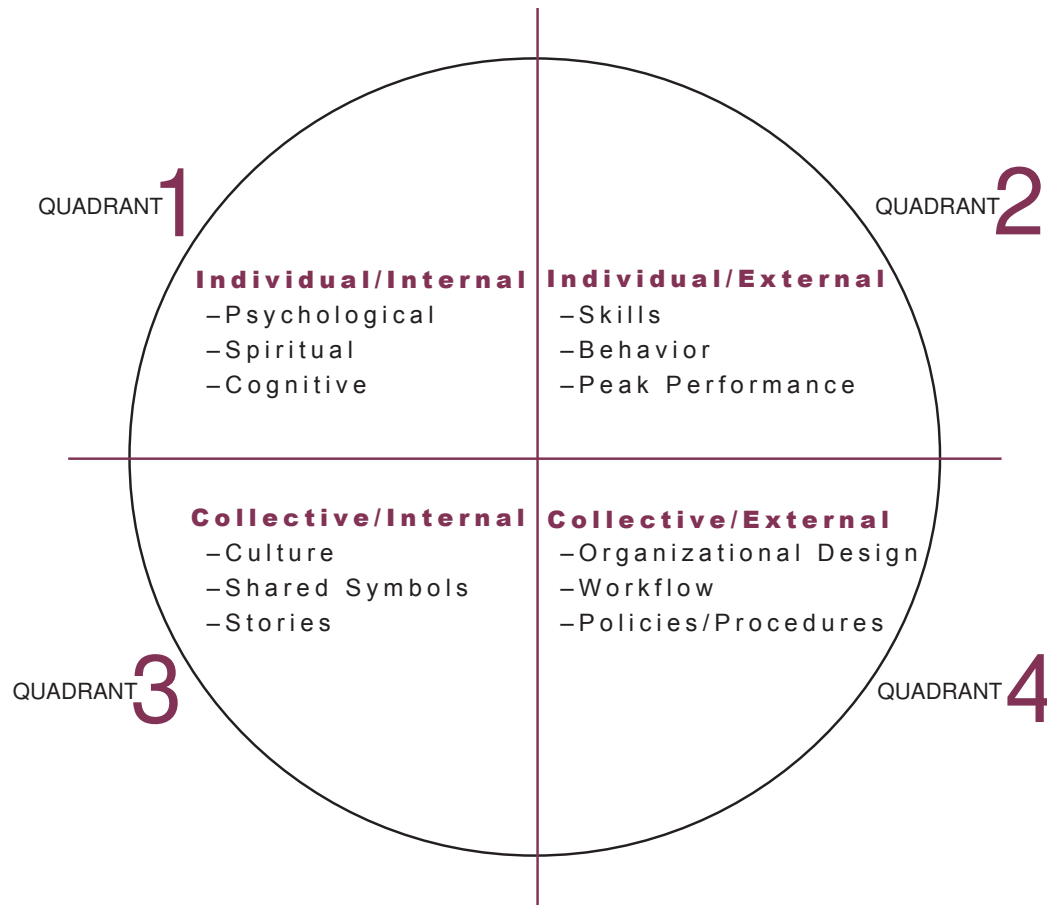 QUADRANT 1
QUADRANT 2
Individual/Internal
–Psychological
–Spiritual
–Cognitive
Individual/External
–Skills
–Behavior
–Peak Performance
Collective/Internal
–Culture
–Shared Symbols
–Stories
Collective/External
–Organizational Design
–Workflow
–Policies/Procedures
QUADRANT 3
QUADRANT 4